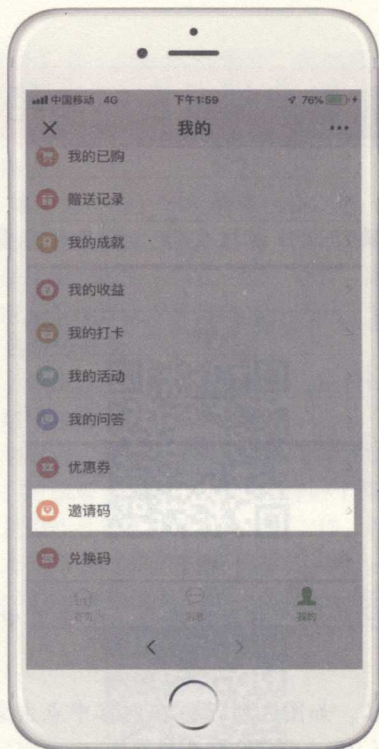 中国移动 4G 下午1:59 76%
我的
我的已购
赠送记录
我的成就
我的收益
我的打卡
我的活动
我的问答
优惠券
邀请码
兑换码
首页 我的